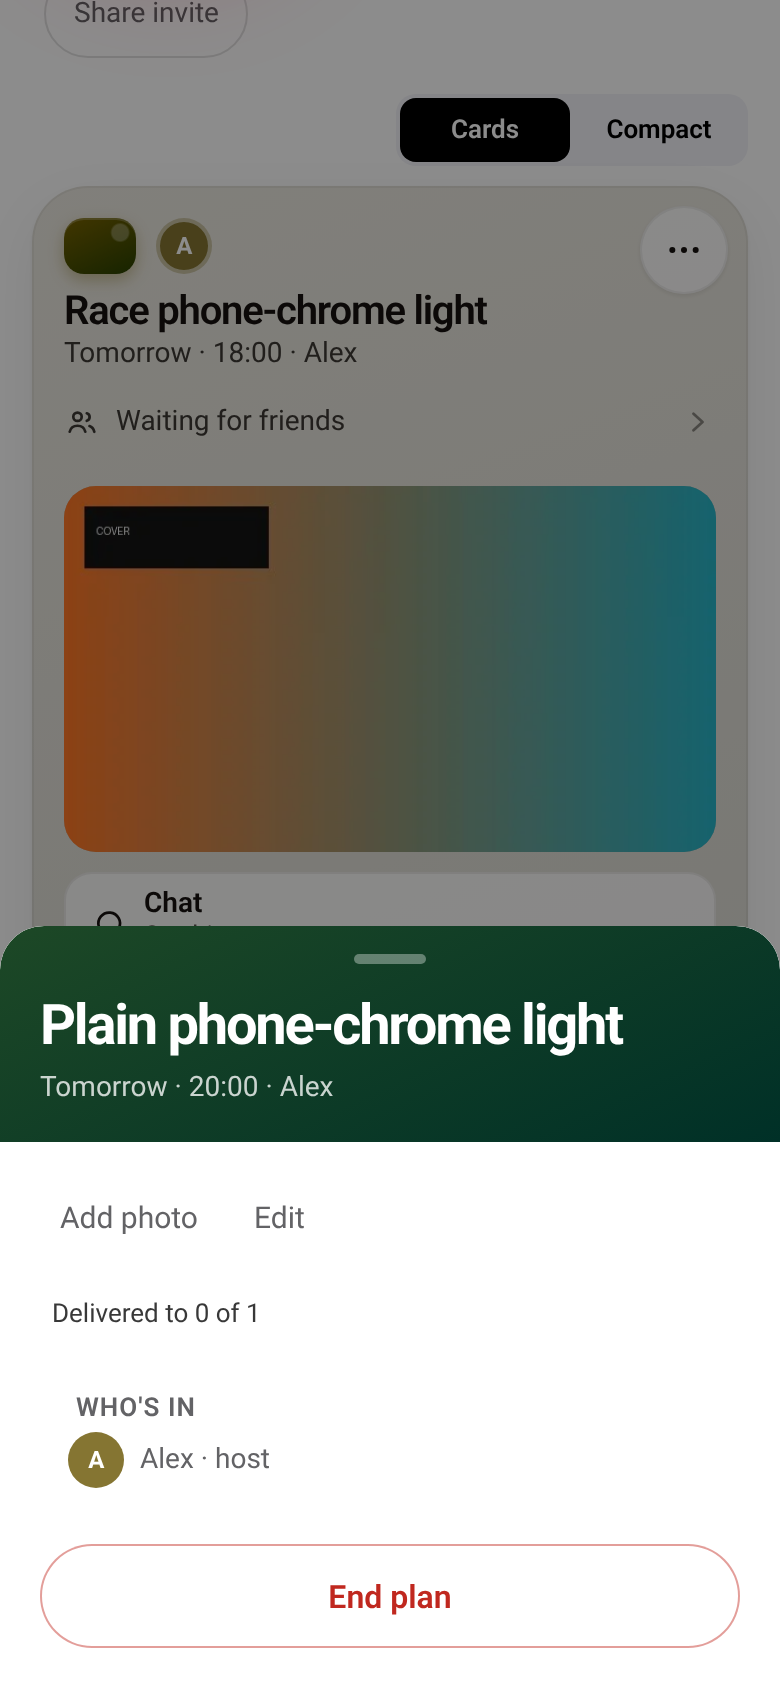 Share invite
Cards
Compact
A
Race phone-chrome light
Tomorrow · 18:00 · Alex
Waiting for friends
COVER
Chat
Plain phone-chrome light
Tomorrow · 20:00 · Alex
Add photo
Edit
Delivered to 0 of 1
WHO'S IN
A
Alex · host
End plan